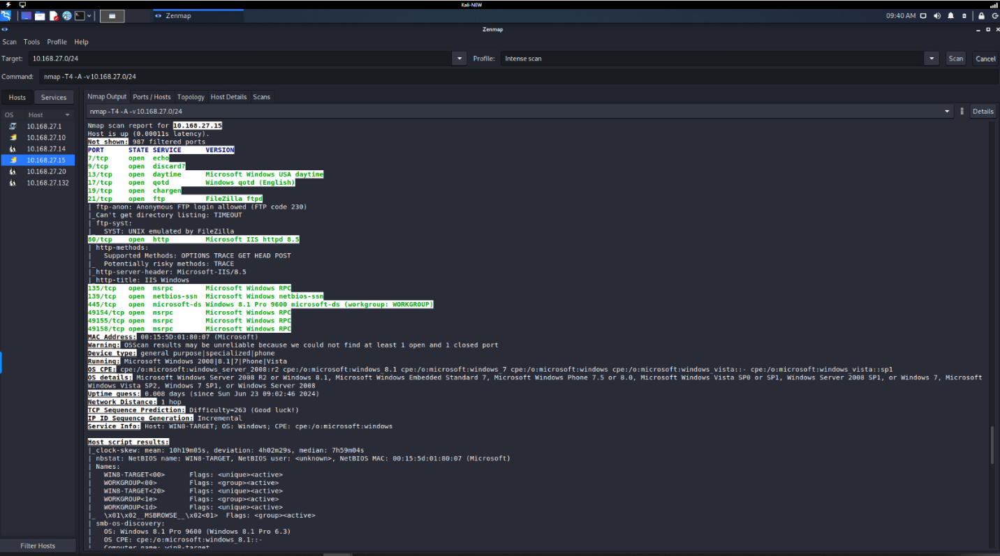 Kali-NEW
Zenmap
09:40 AM
Zenmap
Scan Tools Profile Help
Target: 10.168.27.0/24 Profile: Intense scan Scan Cancel
Command: nmap -T4 -A -v 10.168.27.0/24
Hosts Services
Nmap Output Ports / Hosts Topology Host Details Scans
OS Host
nmap -T4 -A -v 10.168.27.0/24 Details
10.168.27.1
10.168.27.10
10.168.27.14
10.168.27.15
10.168.27.20
10.168.27.132
Nmap scan report for 10.168.27.15
Host is up (0.00011s latency).
Not shown: 987 filtered ports
PORT STATE SERVICE VERSION
7/tcp open echo
9/tcp open discard?
13/tcp open daytime Microsoft Windows USA daytime
17/tcp open qotd Windows qotd (English)
19/tcp open chargen
21/tcp open ftp FileZilla ftpd
| ftp-anon: Anonymous FTP login allowed (FTP code 230)
|_Can't get directory listing: TIMEOUT
| ftp-syst:
|_ SYST: UNIX emulated by FileZilla
80/tcp open http Microsoft IIS httpd 8.5
| http-methods:
| Supported Methods: OPTIONS TRACE GET HEAD POST
|_ Potentially risky methods: TRACE
|_http-server-header: Microsoft-IIS/8.5
|_http-title: IIS Windows
135/tcp open msrpc Microsoft Windows RPC
139/tcp open netbios-ssn Microsoft Windows netbios-ssn
445/tcp open microsoft-ds Windows 8.1 Pro 9600 microsoft-ds (workgroup: WORKGROUP)
49154/tcp open msrpc Microsoft Windows RPC
49155/tcp open msrpc Microsoft Windows RPC
49158/tcp open msrpc Microsoft Windows RPC
MAC Address: 00:15:5D:01:80:07 (Microsoft)
Warning: OSScan results may be unreliable because we could not find at least 1 open and 1 closed port
Device type: general purpose|specialized|phone
Running: Microsoft Windows 2008|8.1|7|Phone|Vista
OS CPE: cpe:/o:microsoft:windows_server_2008:r2 cpe:/o:microsoft:windows_8.1 cpe:/o:microsoft:windows_7 cpe:/o:microsoft:windows cpe:/o:microsoft:windows_vista::- cpe:/o:microsoft:windows_vista::sp1
OS details: Microsoft Windows Server 2008 R2 or Windows 8.1, Microsoft Windows Embedded Standard 7, Microsoft Windows Phone 7.5 or 8.0, Microsoft Windows Vista SP0 or SP1, Windows Server 2008 SP1, or Windows 7, Microsoft
Windows Vista SP2, Windows 7 SP1, or Windows Server 2008
Uptime guess: 0.008 days (since Sun Jun 23 09:02:46 2024)
Network Distance: 1 hop
TCP Sequence Prediction: Difficulty=263 (Good luck!)
IP ID Sequence Generation: Incremental
Service Info: Host: WIN8-TARGET; OS: Windows; CPE: cpe:/o:microsoft:windows
Host script results:
|_clock-skew: mean: 10h19m05s, deviation: 4h02m29s, median: 7h59m04s
| nbstat: NetBIOS name: WIN8-TARGET, NetBIOS user: <unknown>, NetBIOS MAC: 00:15:5d:01:80:07 (Microsoft)
| Names:
| WIN8-TARGET<00> Flags: <unique><active>
| WORKGROUP<00> Flags: <group><active>
| WIN8-TARGET<20> Flags: <unique><active>
| WORKGROUP<1e> Flags: <group><active>
| WORKGROUP<1d> Flags: <unique><active>
|_ \x01\x02__MSBROWSE__\x02<01> Flags: <group><active>
| smb-os-discovery:
| OS: Windows 8.1 Pro 9600 (Windows 8.1 Pro 6.3)
| OS CPE: cpe:/o:microsoft:windows_8.1::-
| Computer name: win8-target
Filter Hosts